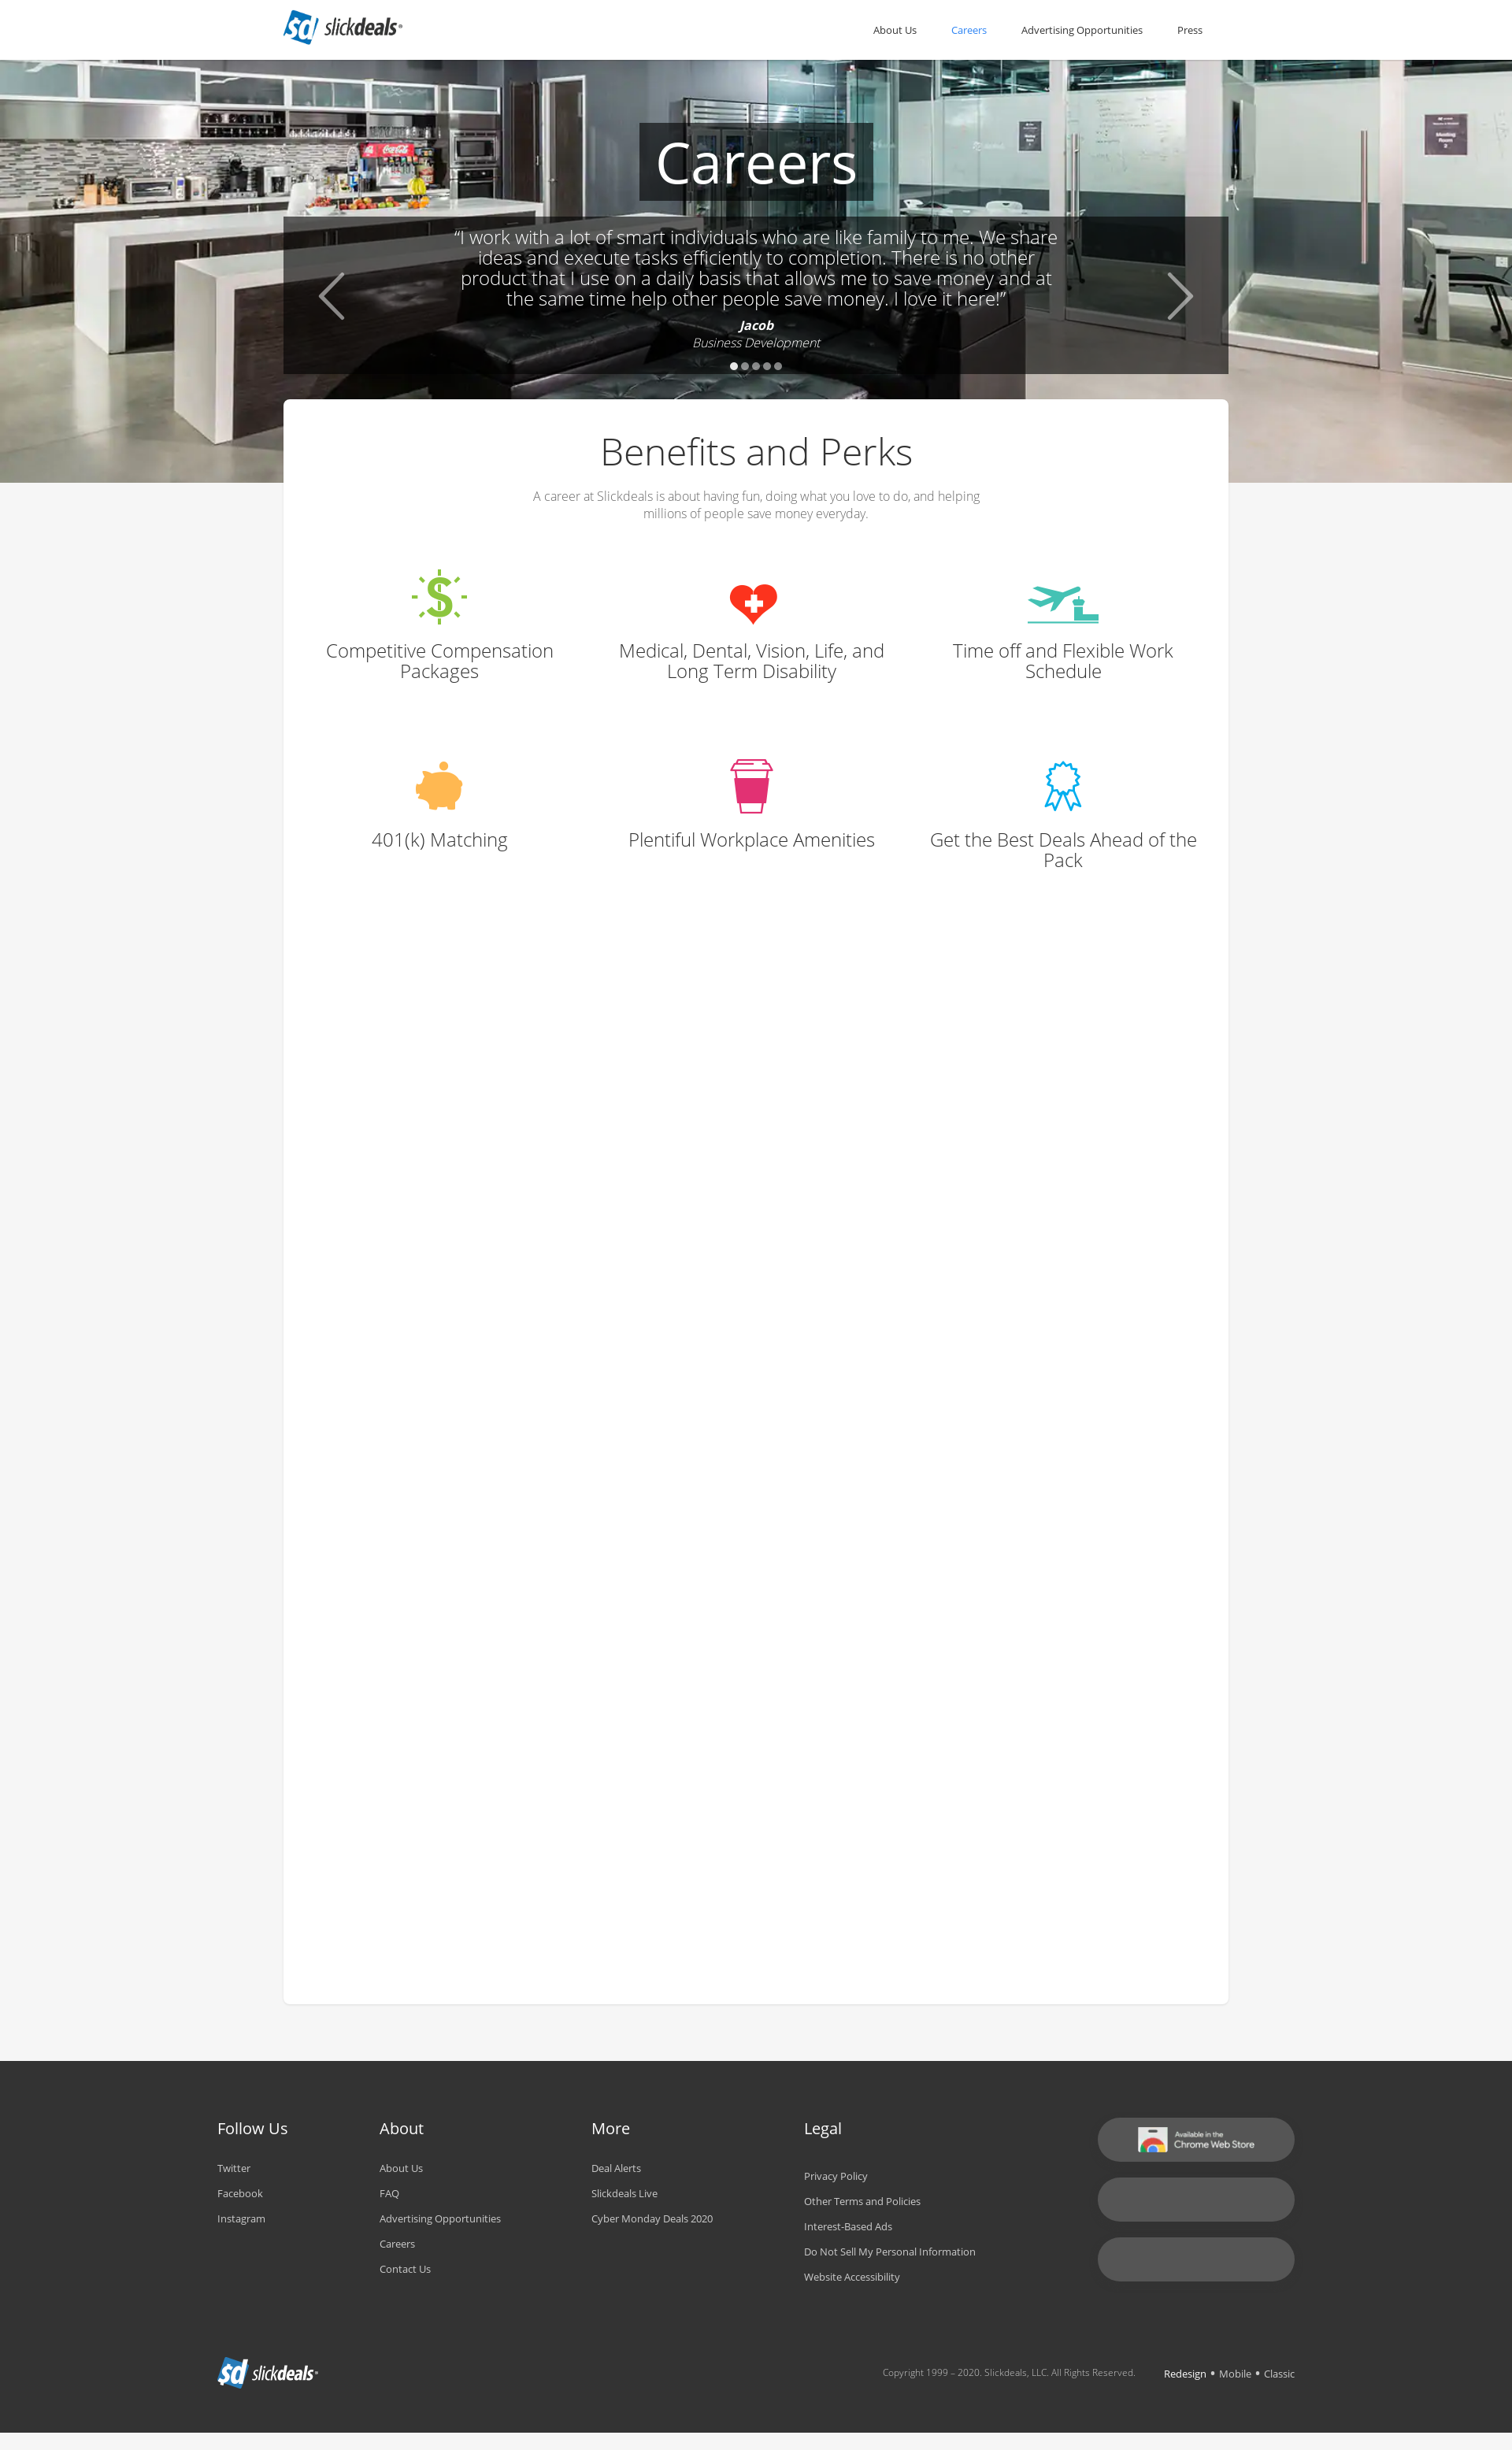 sd slickdeals
About Us Careers Advertising Opportunities Press
Coca-Cola
Meeting Room
Careers
“I work with a lot of smart individuals who are like family to me. We share
ideas and execute tasks efficiently to completion. There is no other
product that I use on a daily basis that allows me to save money and at
the same time help other people save money. I love it here!”
Jacob
Business Development
Benefits and Perks
A career at Slickdeals is about having fun, doing what you love to do, and helping
millions of people save money everyday.
Competitive Compensation
Packages
Medical, Dental, Vision, Life, and
Long Term Disability
Time off and Flexible Work
Schedule
401(k) Matching
Plentiful Workplace Amenities
Get the Best Deals Ahead of the
Pack
Follow Us
Twitter
Facebook
Instagram
About
About Us
FAQ
Advertising Opportunities
Careers
Contact Us
More
Deal Alerts
Slickdeals Live
Cyber Monday Deals 2020
Legal
Privacy Policy
Other Terms and Policies
Interest-Based Ads
Do Not Sell My Personal Information
Website Accessibility
Available in the
Chrome Web Store
sd slickdeals
Copyright 1999 – 2020. Slickdeals, LLC. All Rights Reserved.
Redesign • Mobile • Classic